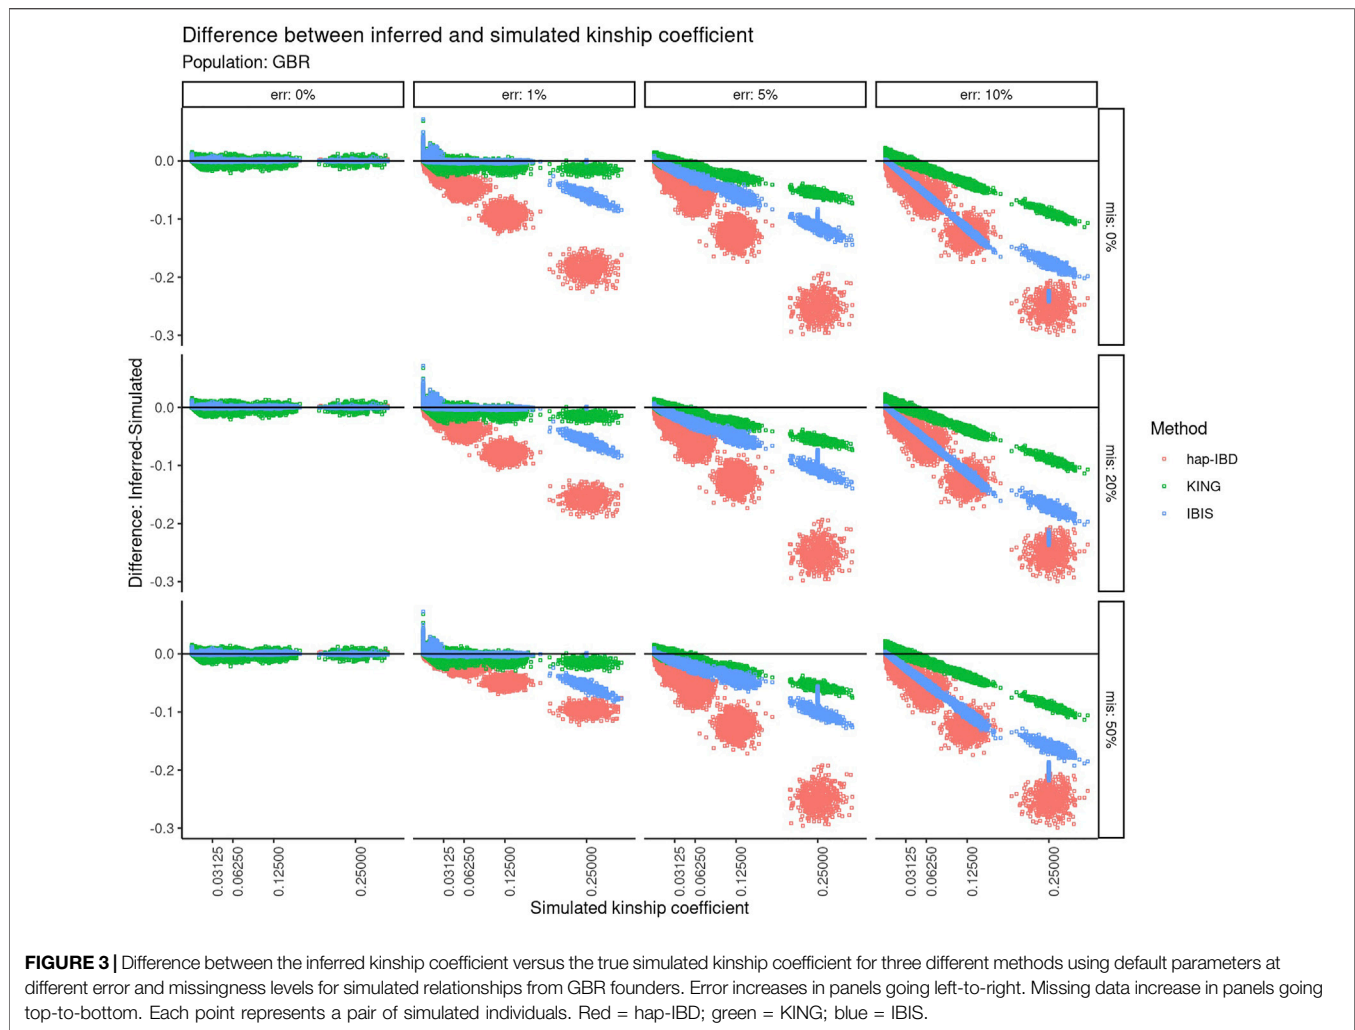 Difference between inferred and simulated kinship coefficient
Population: GBR
err: 0%
err: 1%
err: 5%
err: 10%
0.0
-0.1
-0.2
-0.3
mis: 0%
0.0
-0.1
-0.2
-0.3
mis: 20%
0.0
-0.1
-0.2
-0.3
mis: 50%
Difference: Inferred-Simulated
0.03125
0.06250
0.12500
0.25000
0.03125
0.06250
0.12500
0.25000
0.03125
0.06250
0.12500
0.25000
0.03125
0.06250
0.12500
0.25000
Simulated kinship coefficient
Method
hap-IBD
KING
IBIS
FIGURE 3 | Difference between the inferred kinship coefficient versus the true simulated kinship coefficient for three different methods using default parameters at
different error and missingness levels for simulated relationships from GBR founders. Error increases in panels going left-to-right. Missing data increase in panels going
top-to-bottom. Each point represents a pair of simulated individuals. Red = hap-IBD; green = KING; blue = IBIS.